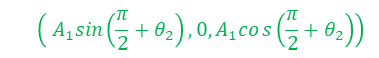 ( A₁sin(π/2 + θ₂), 0, A₁cos(π/2 + θ₂))